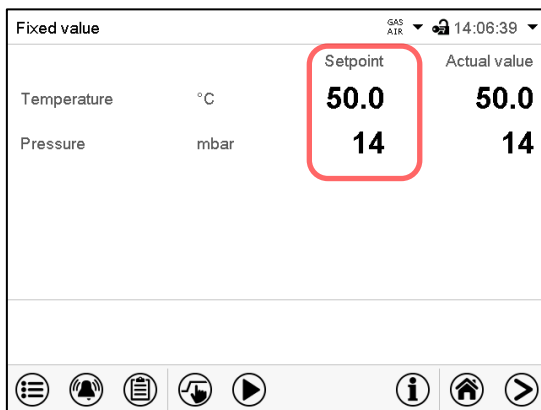 Fixed value GAS AIR 14:06:39
Setpoint Actual value
Temperature °C 50.0 50.0
Pressure mbar 14 14